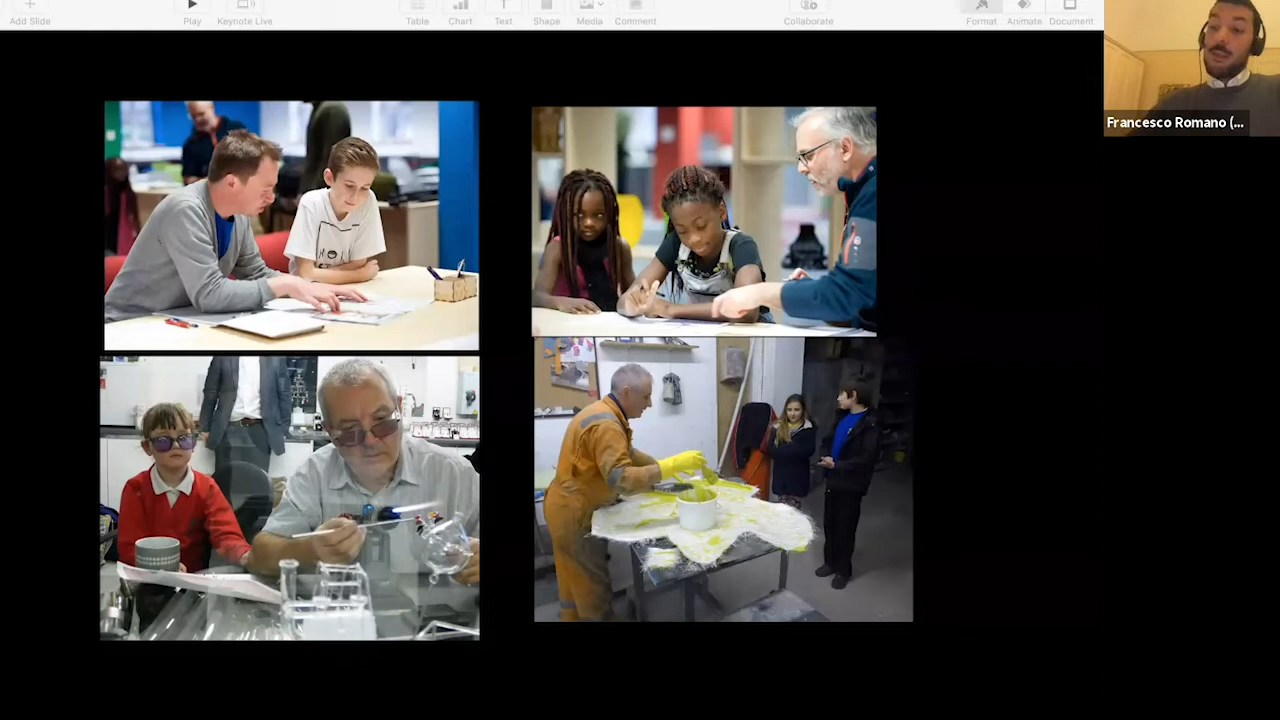 Add Slide
Play
Keynote Live
Table
Chart
Text
Shape
Media
Comment
Collaborate
Format
Animate
Document
Francesco Romano (...